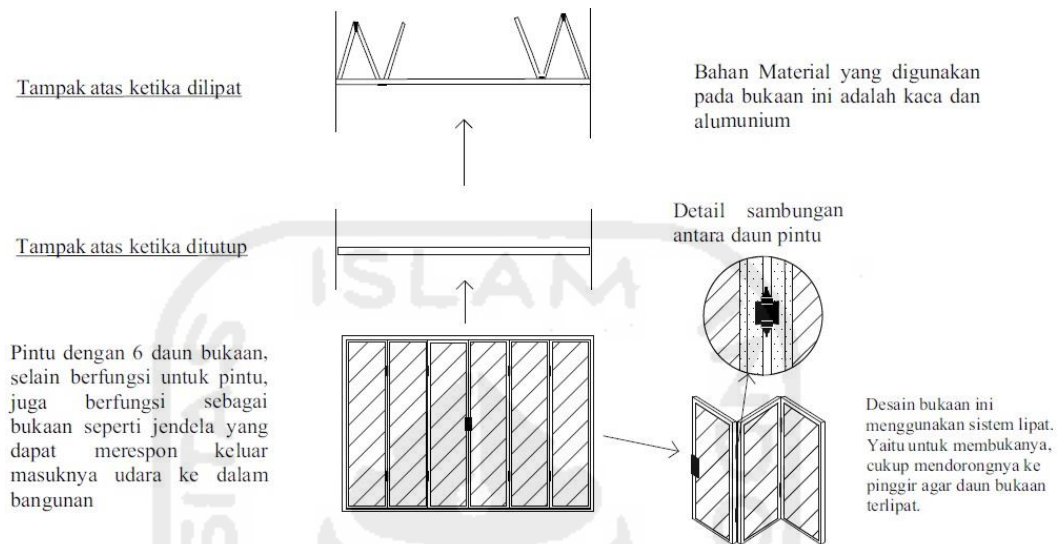 Tampak atas ketika dilipat
Bahan Material yang digunakan
pada bukaan ini adalah kaca dan
alumunium
Tampak atas ketika ditutup
Detail sambungan
antara daun pintu
ISLAM
Pintu dengan 6 daun bukaan,
selain berfungsi untuk pintu,
juga berfungsi sebagai
bukaan seperti jendela yang
dapat merespon keluar
masuknya udara ke dalam
bangunan
Desain bukaan ini
menggunakan sistem lipat.
Yaitu untuk membukanya,
cukup mendorongnya ke
pinggir agar daun bukaan
terlipat.